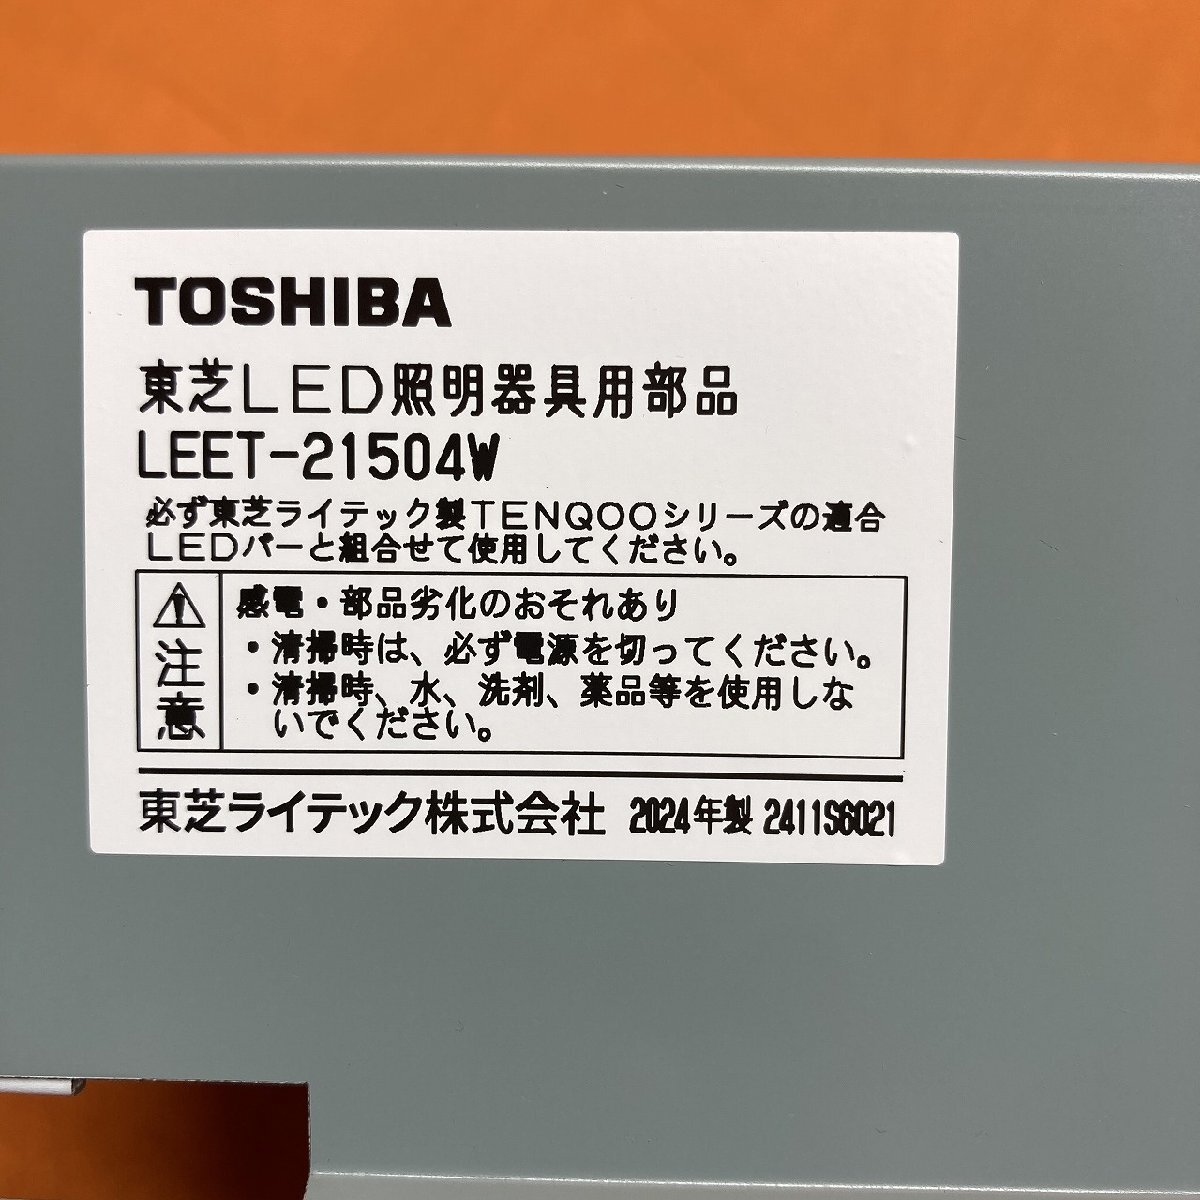 TOSHIBA
東芝LED照明器具用部品
LEET-21504W
必ず東芝ライテック製TENQOOシリーズの適合
LEDバーと組合せて使用してください。
感電・部品劣化のおそれあり
注意
・清掃時は、必ず電源を切ってください。
・清掃時、水、洗剤、薬品等を使用しな
いでください。
東芝ライテック株式会社 2024年製 2411S6021